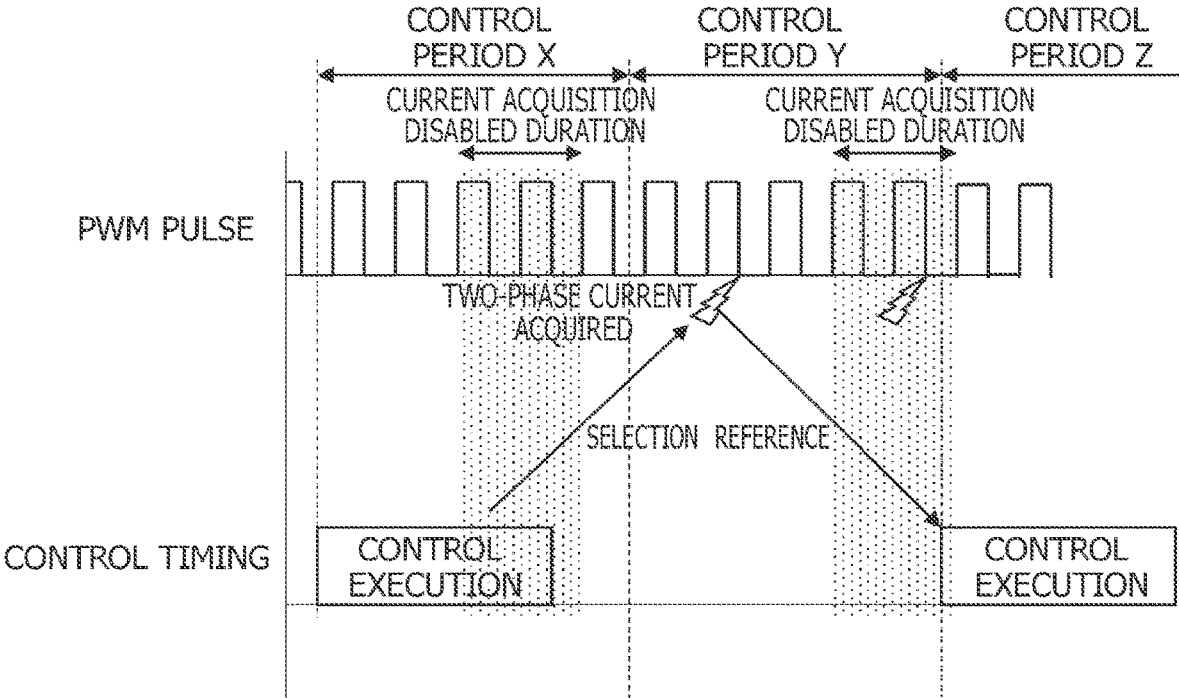 CONTROL
PERIOD X
CONTROL
PERIOD Y
CONTROL
PERIOD Z
CURRENT ACQUISITION
DISABLED DURATION
CURRENT ACQUISITION
DISABLED DURATION
PWM PULSE
TWO-PHASE CURRENT
ACQUIRED
SELECTION REFERENCE
CONTROL TIMING
CONTROL
EXECUTION
CONTROL
EXECUTION